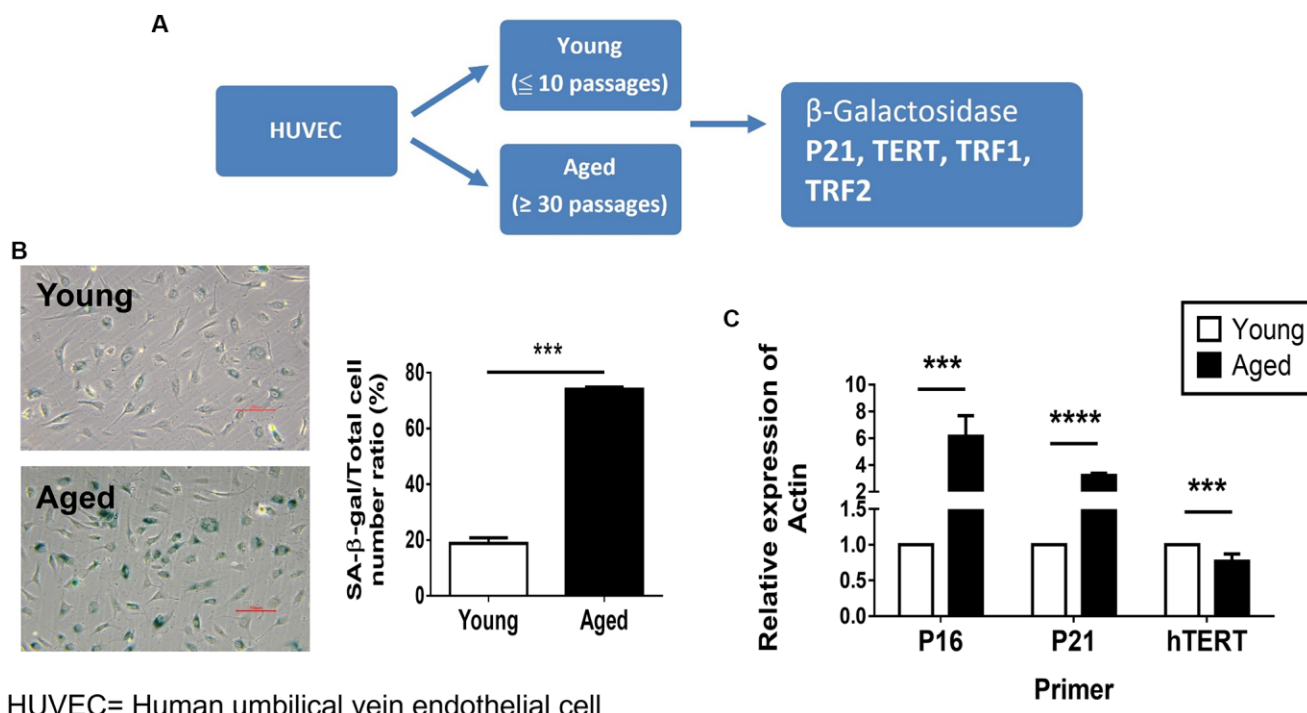 A
HUVEC
Young
(≦ 10 passages)
Aged
(≥ 30 passages)
β-Galactosidase
P21, TERT, TRF1,
TRF2
B
Young
Aged
SA-β-gal/Total cell
number ratio (%)
80
60
40
20
0
***
Young
Aged
C
Young
Aged
Relative expression of
Actin
10
8
6
4
2
1.5
1.0
0.5
0.0
***
****
***
P16
P21
hTERT
Primer
HUVEC= Human umbilical vein endothelial cell